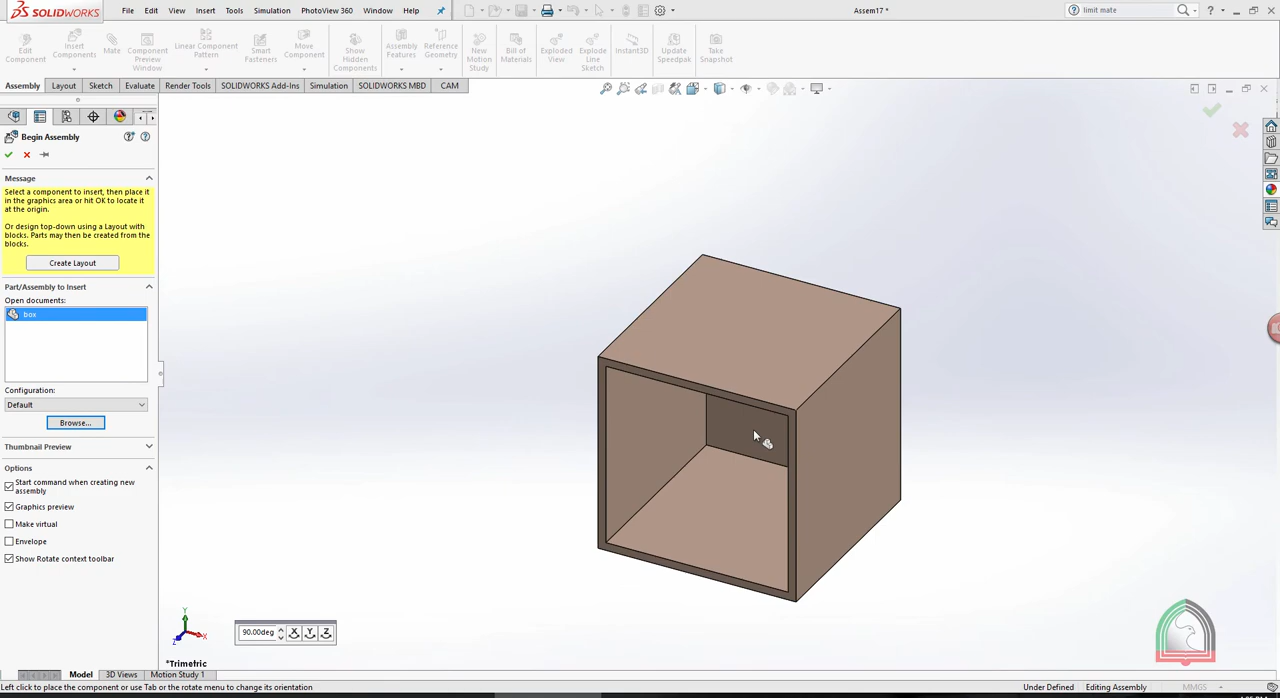 SOLIDWORKS
File Edit View Insert Tools Simulation PhotoView 360 Window Help
Assem17 *
limit mate
Edit Component
Insert Components
Mate
Component Preview Window
Linear Component Pattern
Smart Fasteners
Move Component
Show Hidden Components
Assembly Features
Reference Geometry
New Motion Study
Bill of Materials
Exploded View
Explode Line Sketch
Instant3D
Update Speedpak
Take Snapshot
Assembly Layout Sketch Evaluate Render Tools SOLIDWORKS Add-Ins Simulation SOLIDWORKS MBD CAM
Begin Assembly
Message
Select a component to insert, then place it
in the graphics area or hit OK to locate it
at the origin.
Or design top-down using a Layout with
blocks. Parts may then be created from the
blocks.
Create Layout
Part/Assembly to Insert
Open documents:
box
Configuration:
Default
Browse...
Thumbnail Preview
Options
Start command when creating new
assembly
Graphics preview
Make virtual
Envelope
Show Rotate context toolbar
Y
X
Z
90.00deg X Y Z
*Trimetric
Model 3D Views Motion Study 1
Left click to place the component or use Tab or the rotate menu to change its orientation
Under Defined Editing Assembly MMGS